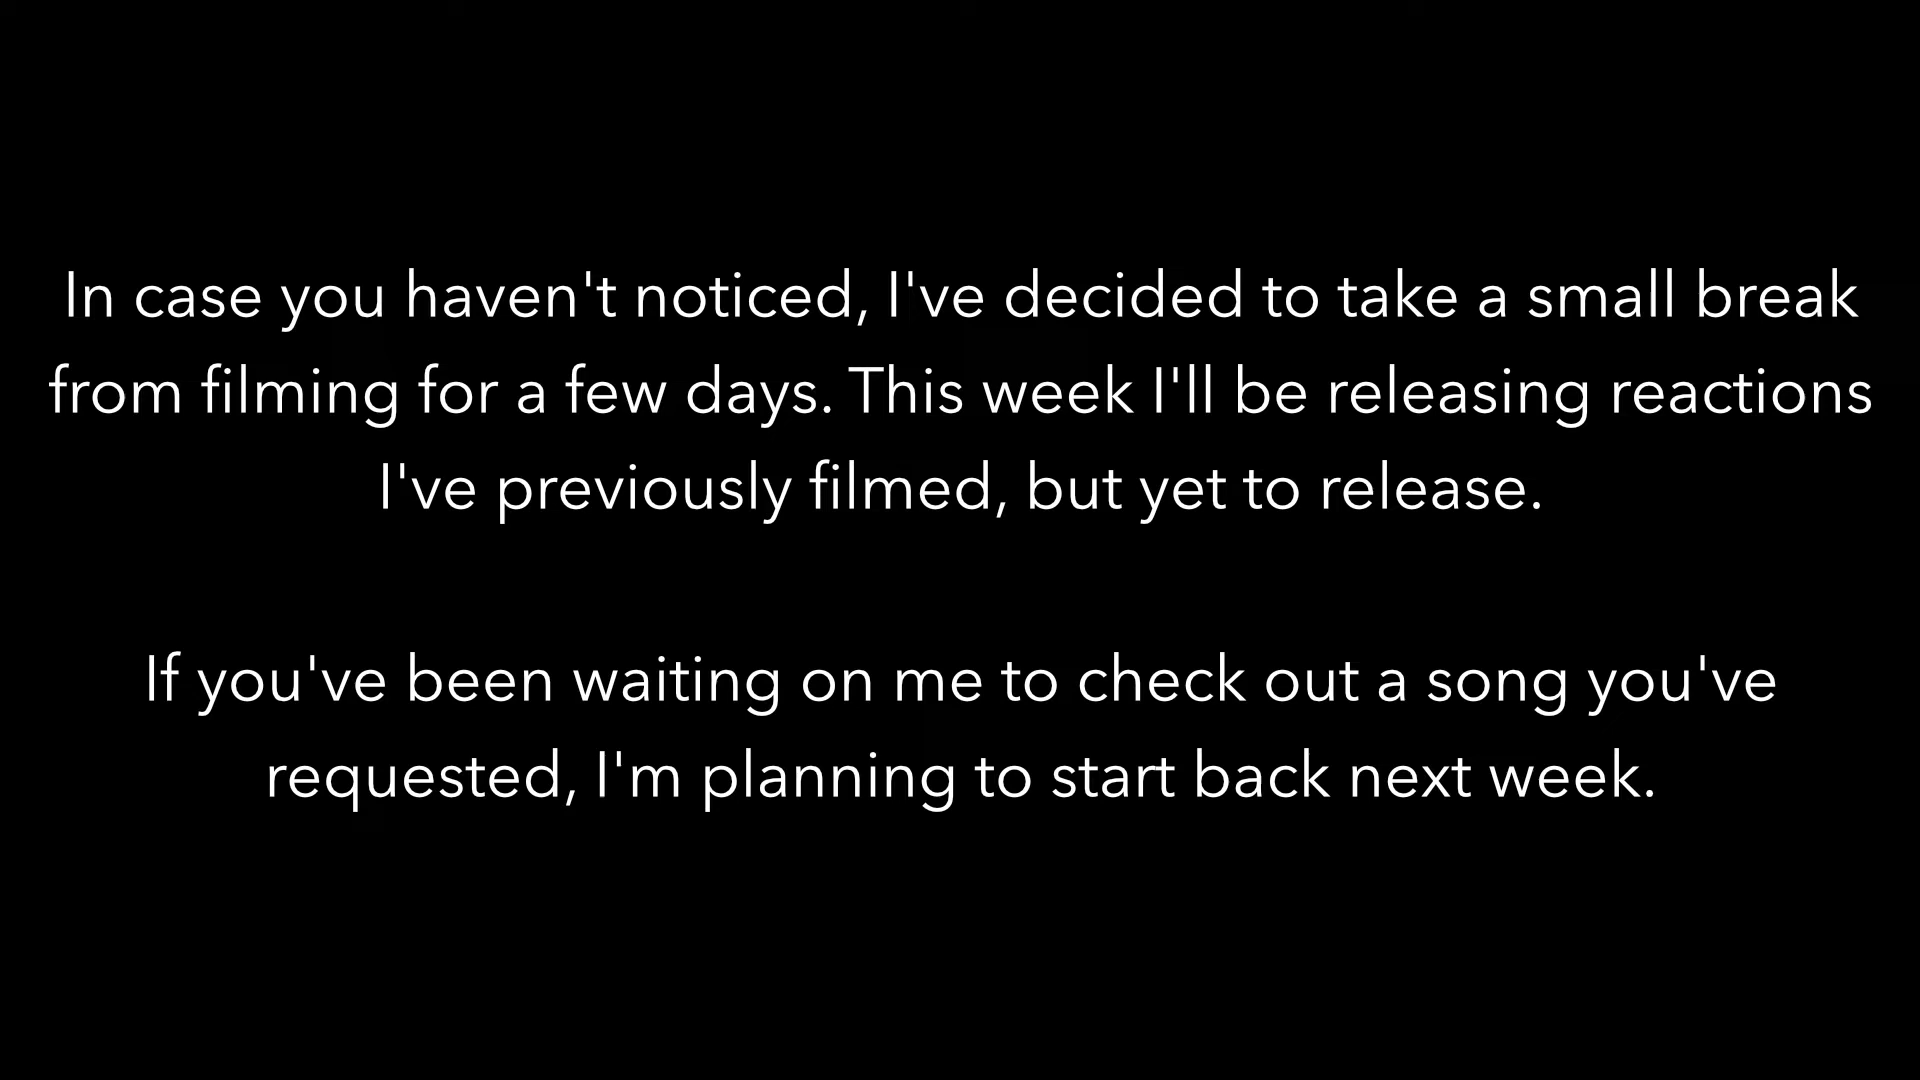 In case you haven't noticed, I've decided to take a small break
from filming for a few days. This week I'll be releasing reactions
I've previously filmed, but yet to release.
If you've been waiting on me to check out a song you've
requested, I'm planning to start back next week.